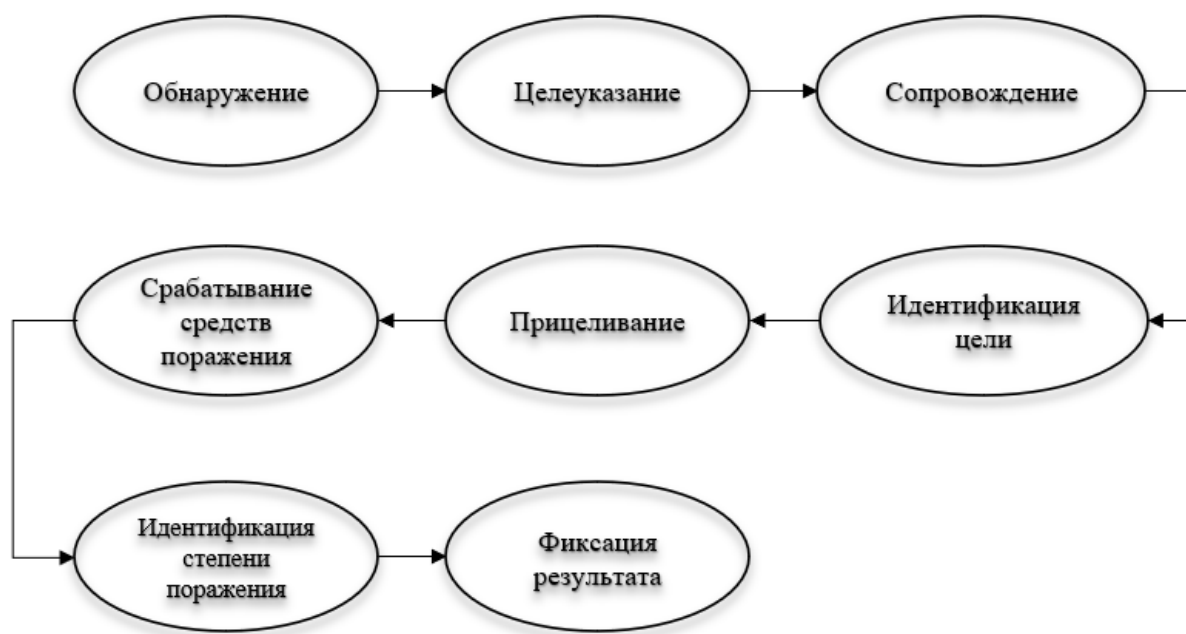 Обнаружение
Целеуказание
Сопровождение
Идентификация
цели
Прицеливание
Срабатывание
средств
поражения
Идентификация
степени
поражения
Фиксация
результата